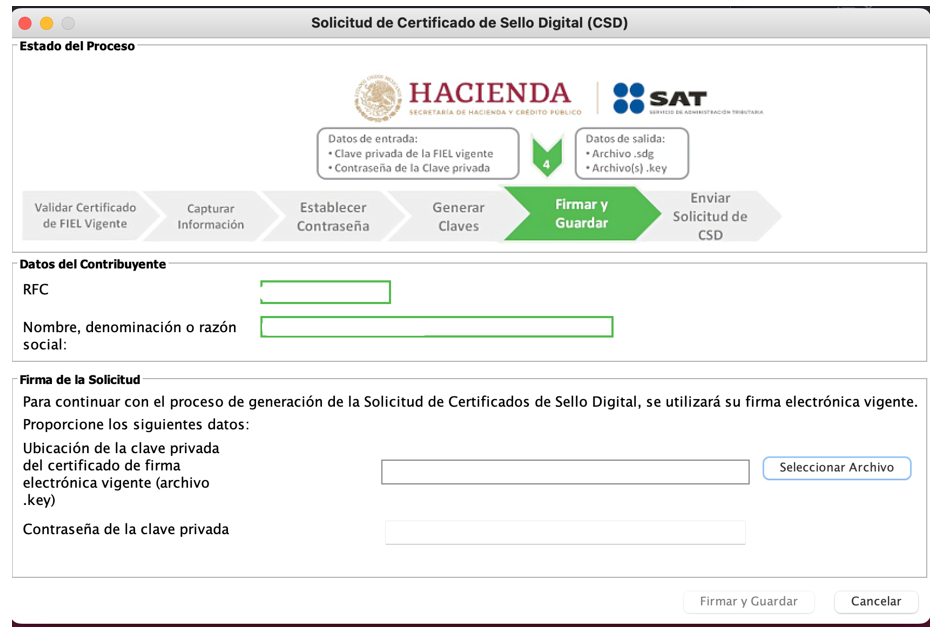 Solicitud de Certificado de Sello Digital (CSD)
Estado del Proceso
HACIENDA
SECRETARÍA DE HACIENDA Y CRÉDITO PÚBLICO
SAT
SERVICIO DE ADMINISTRACIÓN TRIBUTARIA
Datos de entrada:
• Clave privada de la FIEL vigente
• Contraseña de la Clave privada
4
Datos de salida:
• Archivo .sdg
• Archivo(s) .key
Validar Certificado
de FIEL Vigente
Capturar
Información
Establecer
Contraseña
Generar
Claves
Firmar y
Guardar
Enviar
Solicitud de
CSD
Datos del Contribuyente
RFC
Nombre, denominación o razón
social:
Firma de la Solicitud
Para continuar con el proceso de generación de la Solicitud de Certificados de Sello Digital, se utilizará su firma electrónica vigente.
Proporcione los siguientes datos:
Ubicación de la clave privada
del certificado de firma
electrónica vigente (archivo
.key)
Seleccionar Archivo
Contraseña de la clave privada
Firmar y Guardar
Cancelar